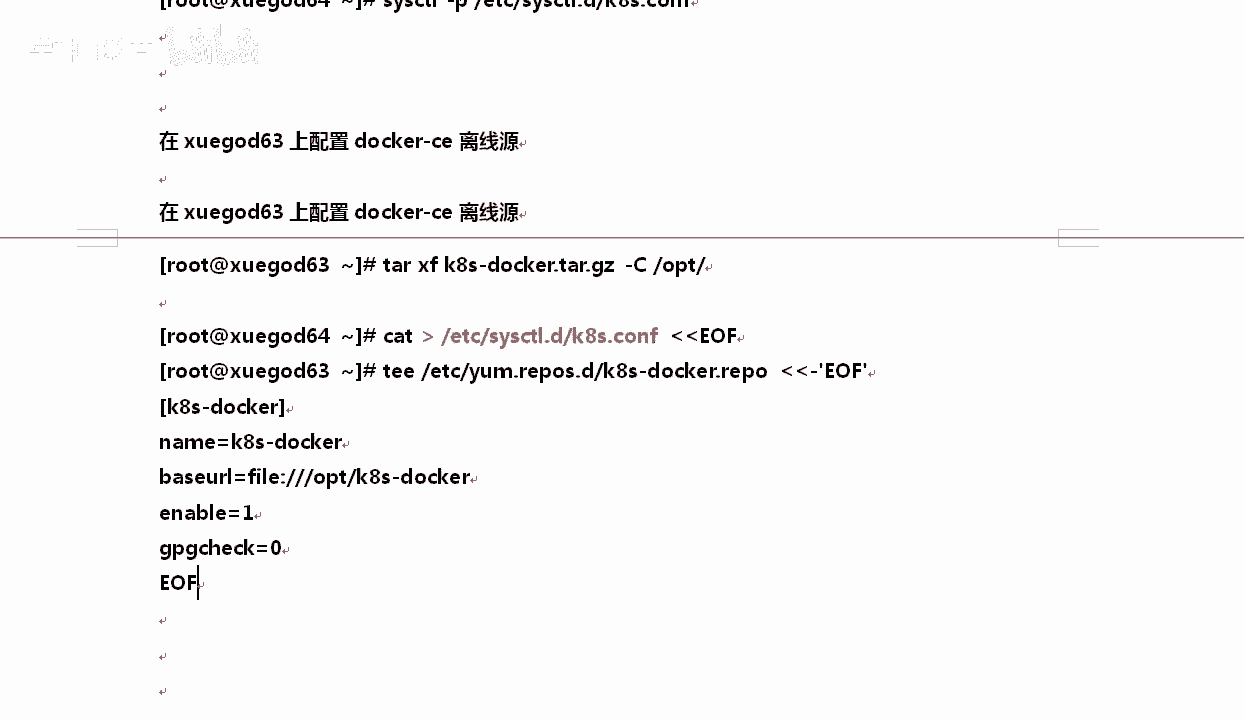 [root@xuegod64 ~]# sysctl -p /etc/sysctl.d/k8s.conf
在 xuegod63 上配置 docker-ce 离线源
在 xuegod63 上配置 docker-ce 离线源
[root@xuegod63 ~]# tar xf k8s-docker.tar.gz -C /opt/
[root@xuegod64 ~]# cat > /etc/sysctl.d/k8s.conf <<EOF
[root@xuegod63 ~]# tee /etc/yum.repos.d/k8s-docker.repo <<-'EOF'
[k8s-docker]
name=k8s-docker
baseurl=file:///opt/k8s-docker
enable=1
gpgcheck=0
EOF